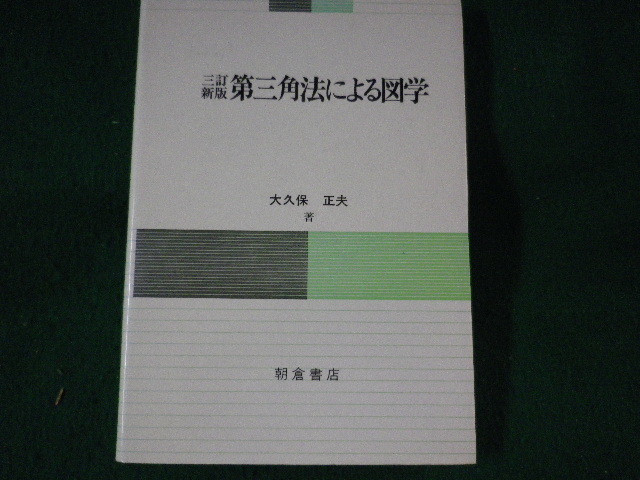 三訂
新版 第三角法による図学
大久保 正夫
著
朝倉書店